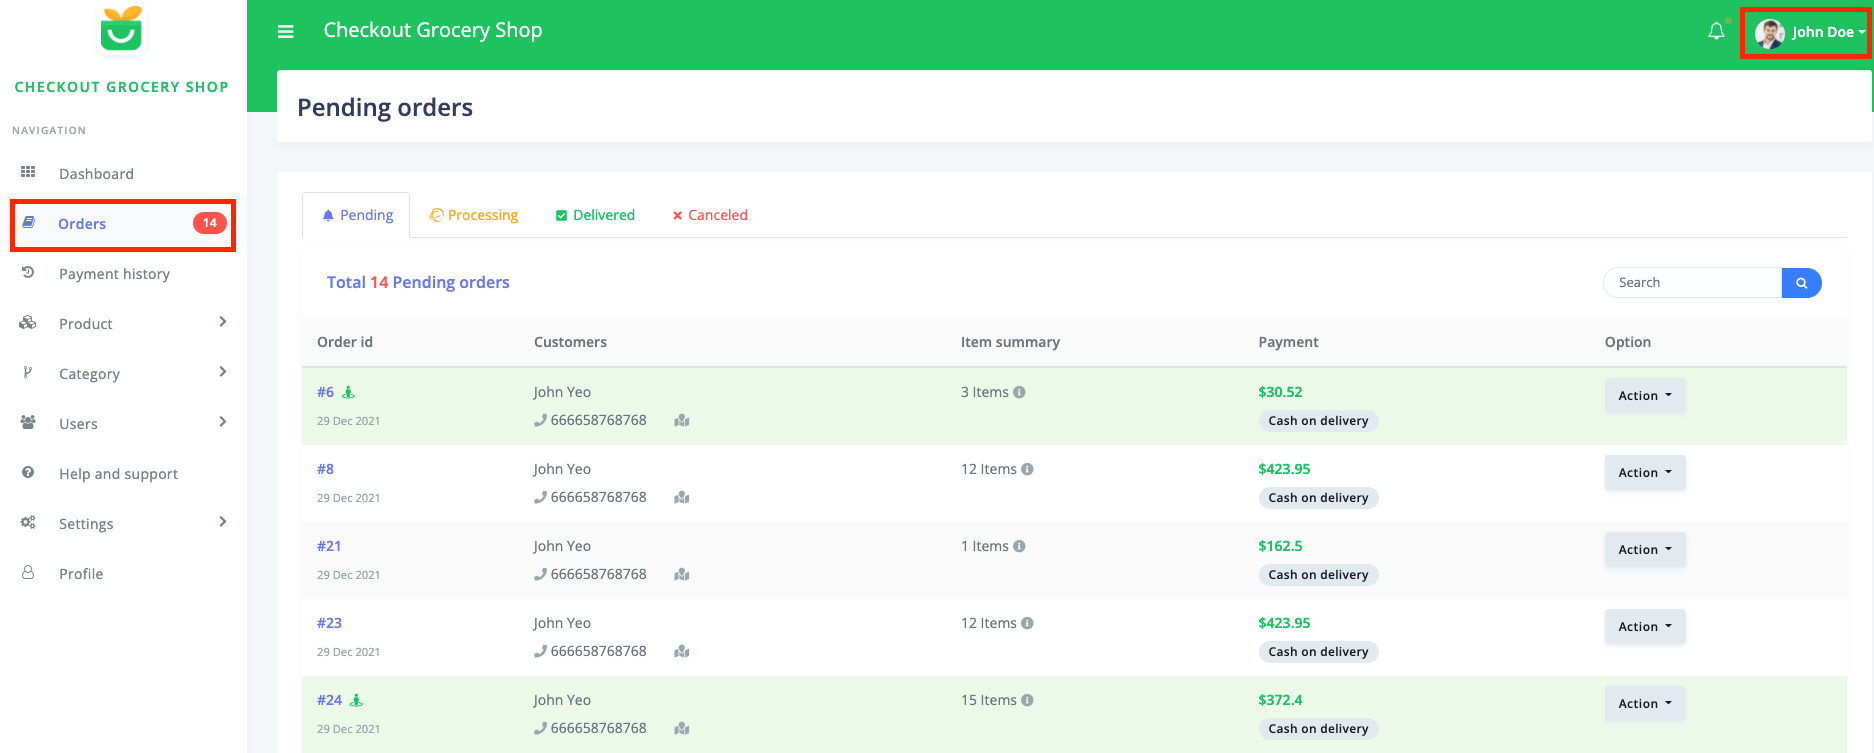 CHECKOUT GROCERY SHOP
NAVIGATION
Dashboard
Orders 14
Payment history
Product
Category
Users
Help and support
Settings
Profile
Checkout Grocery Shop
John Doe
Pending orders
Pending Processing Delivered Canceled
Total 14 Pending orders
Search
Order id Customers Item summary Payment Option
#6 John Yeo 3 Items $30.52 Action
29 Dec 2021 666658768768 Cash on delivery
#8 John Yeo 12 Items $423.95 Action
29 Dec 2021 666658768768 Cash on delivery
#21 John Yeo 1 Items $162.5 Action
29 Dec 2021 666658768768 Cash on delivery
#23 John Yeo 12 Items $423.95 Action
29 Dec 2021 666658768768 Cash on delivery
#24 John Yeo 15 Items $372.4 Action
29 Dec 2021 666658768768 Cash on delivery